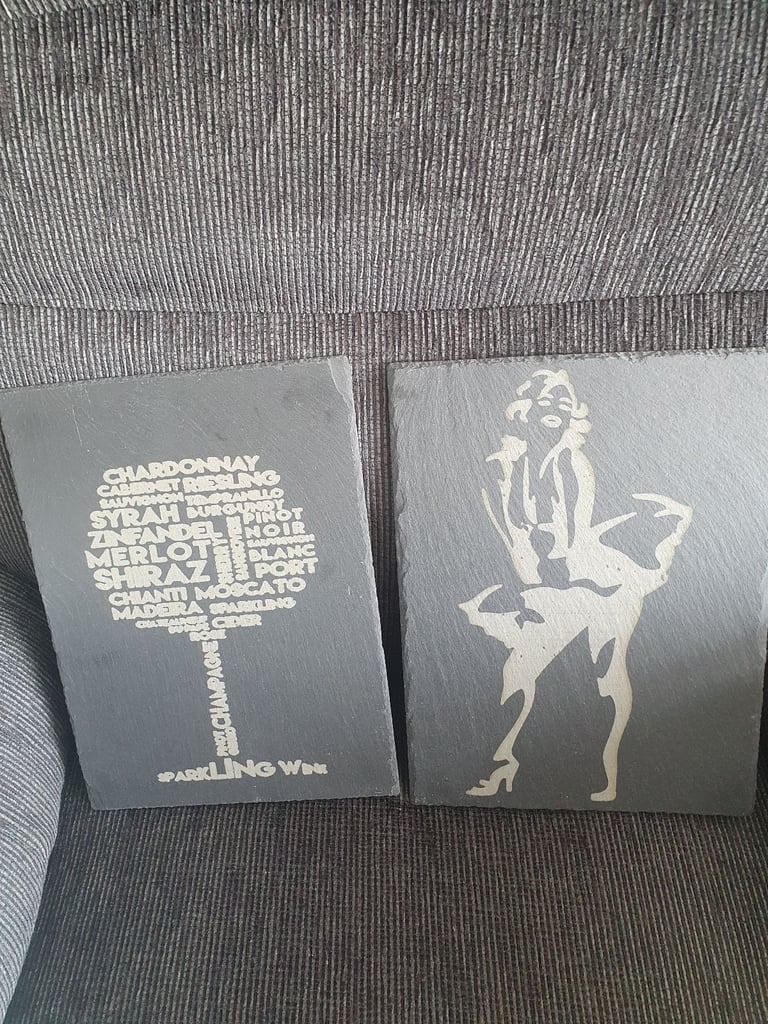 CHARDONNAY
CABERNET RIESLING
SAUVIGNON TEMPRANILLO
SYRAH BURGUNDY
ZINFANDEL PINOT
NOIR
MERLOT BLANC
SHIRAZ PORT
CHIANTI MOSCATO
MADEIRA SPARKLING
CIDER
ROSE
CHAMPAGNE
SPARKLING WINE